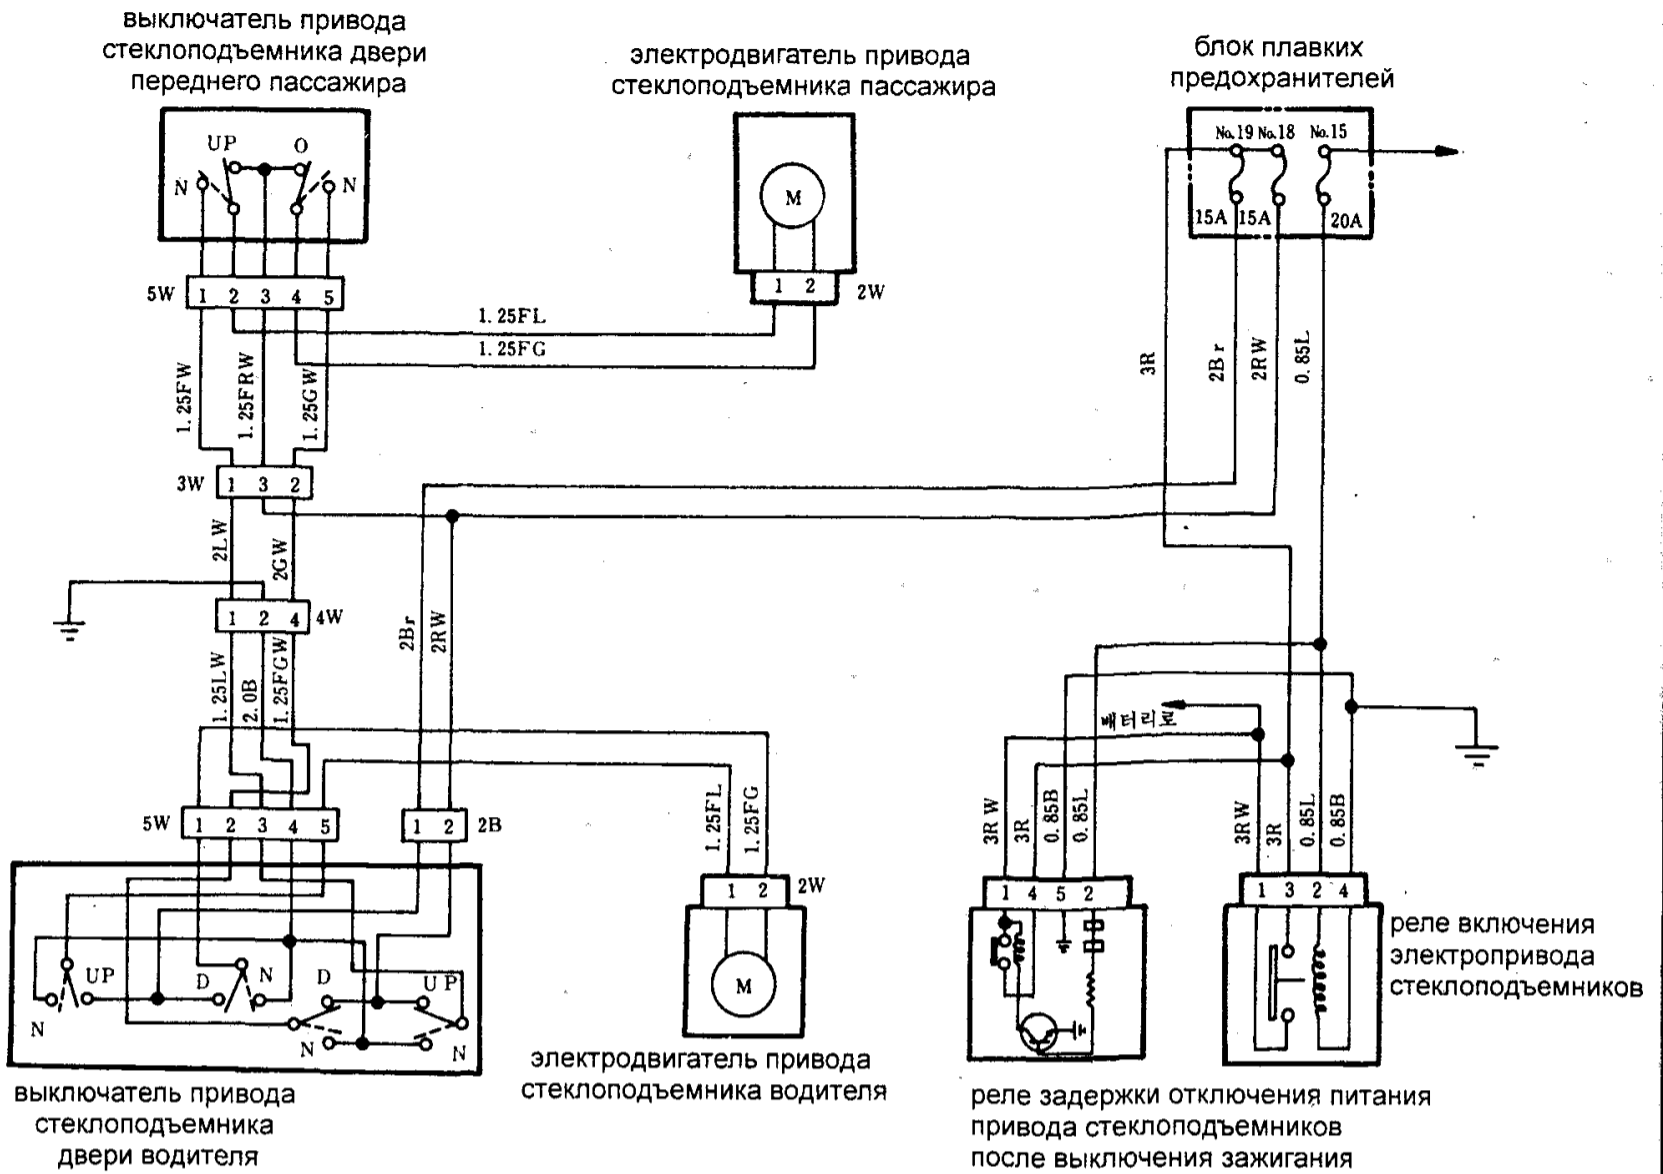 выключатель привода
стеклоподъемника двери
переднего пассажира
электродвигатель привода
стеклоподъемника пассажира
блок плавких
предохранителей
UP O
N N
M
No.19 No.18 No.15
15A 15A 20A
5W 1 2 3 4 5
1 2 2W
1.25FL
1.25FG
1.25FW
1.25FRW
1.25GW
3R
2Br
2RW
0.85L
3W 1 3 2
2LW
2GW
1 2 4 4W
2Br
2RW
1.25LW
2.0B
1.25FGW
배터리로
5W 1 2 3 4 5
1 2 2B
1.25FL
1.25FG
3RW
3R
0.85B
0.85L
3RW
3R
0.85L
0.85B
1 2 2W
1 4 5 2
1 3 2 4
UP D N D UP
N N N
M
реле включения
электропривода
стеклоподъемников
электродвигатель привода
стеклоподъемника водителя
выключатель привода
стеклоподъемника
двери водителя
реле задержки отключения питания
привода стеклоподъемников
после выключения зажигания